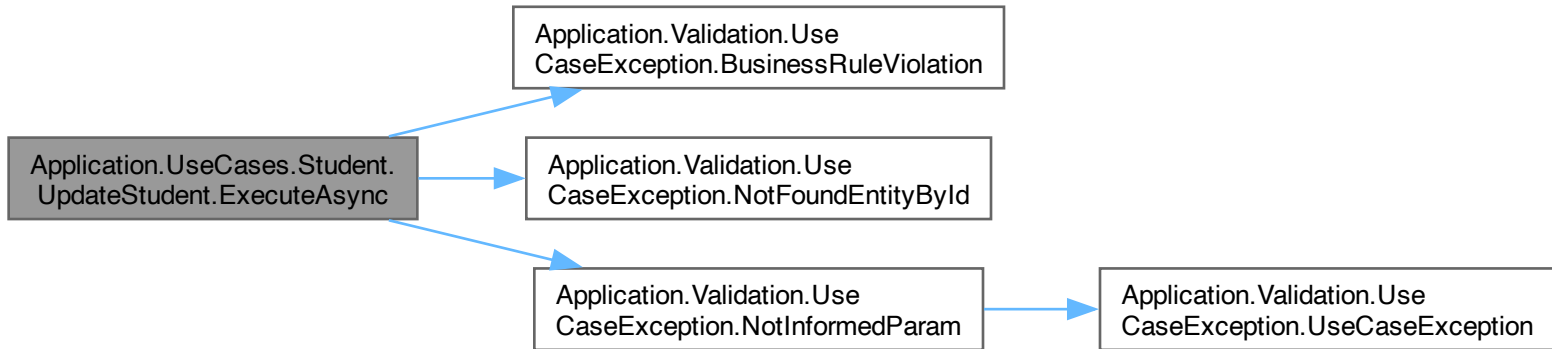 Application.Validation.Use
CaseException.BusinessRuleViolation
Application.UseCases.Student.
UpdateStudent.ExecuteAsync
Application.Validation.Use
CaseException.NotFoundEntityById
Application.Validation.Use
CaseException.NotInformedParam
Application.Validation.Use
CaseException.UseCaseException